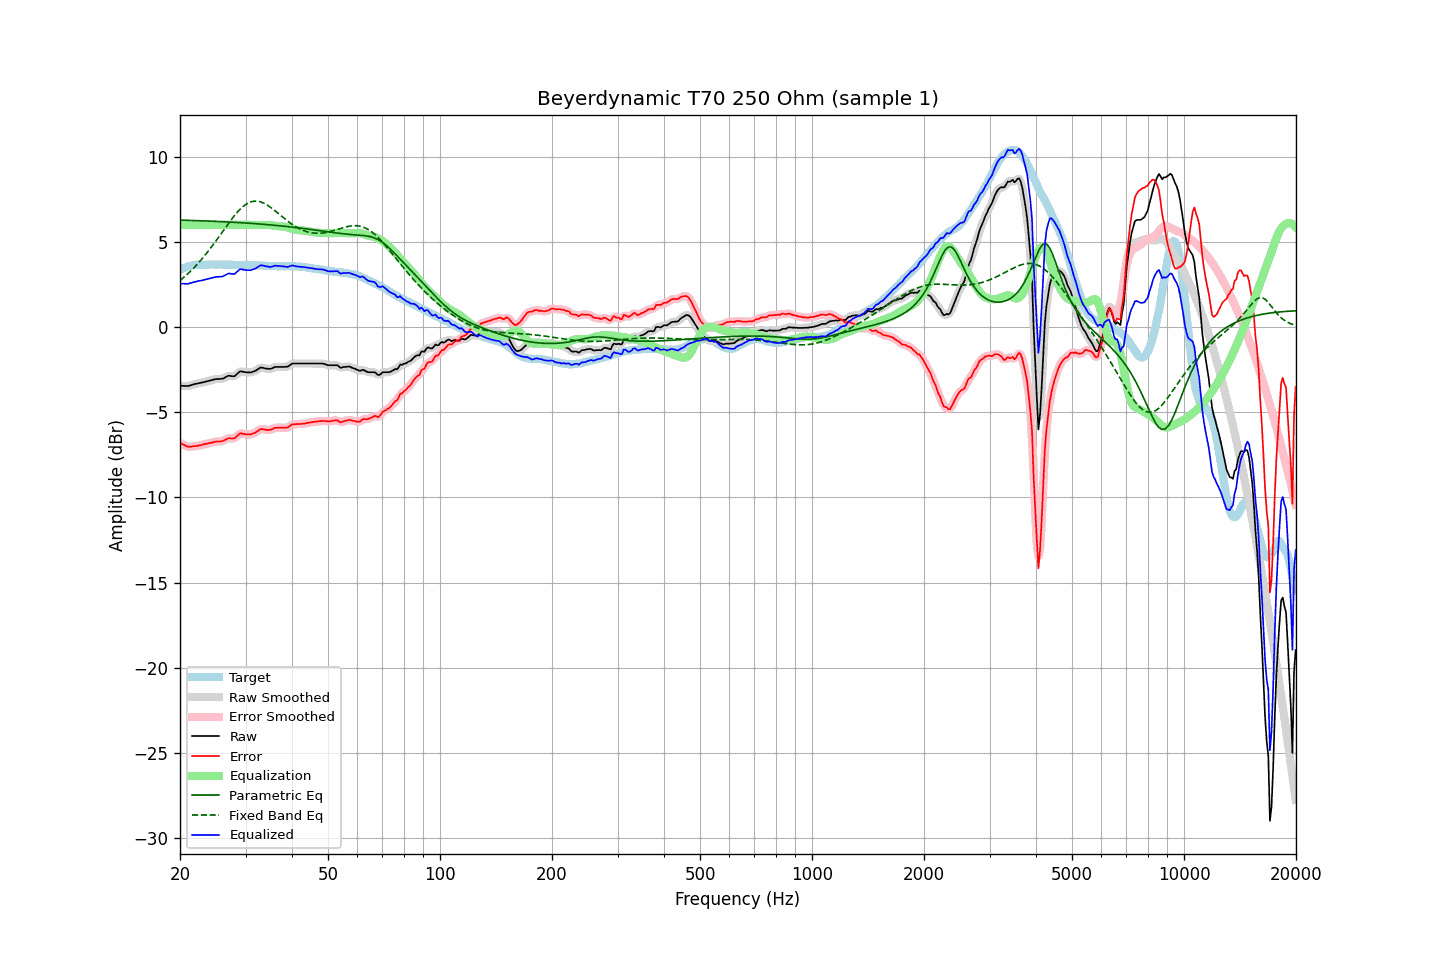 Beyerdynamic T70 250 Ohm (sample 1)
Amplitude (dBr)
10
5
0
−5
−10
−15
−20
−25
−30
Target
Raw Smoothed
Error Smoothed
Raw
Error
Equalization
Parametric Eq
Fixed Band Eq
Equalized
20 50 100 200 500 1000 2000 5000 10000 20000
Frequency (Hz)